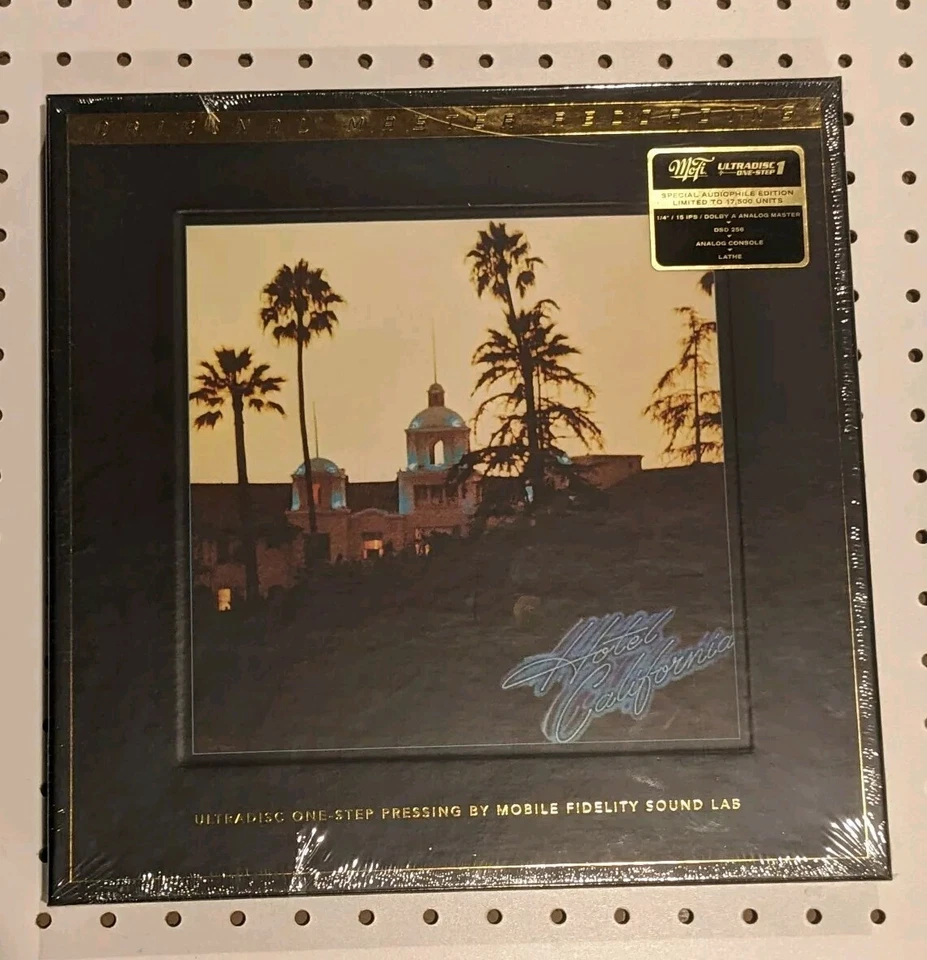 ORIGINAL MASTER RECORDING
MoFi ULTRADISC
ONE-STEP 1
SPECIAL AUDIOPHILE EDITION
LIMITED TO 17,500 UNITS
1/4" / 15 IPS / DOLBY A ANALOG MASTER
DSD 256
ANALOG CONSOLE
LATHE
Hotel
California
ULTRADISC ONE-STEP PRESSING BY MOBILE FIDELITY SOUND LAB